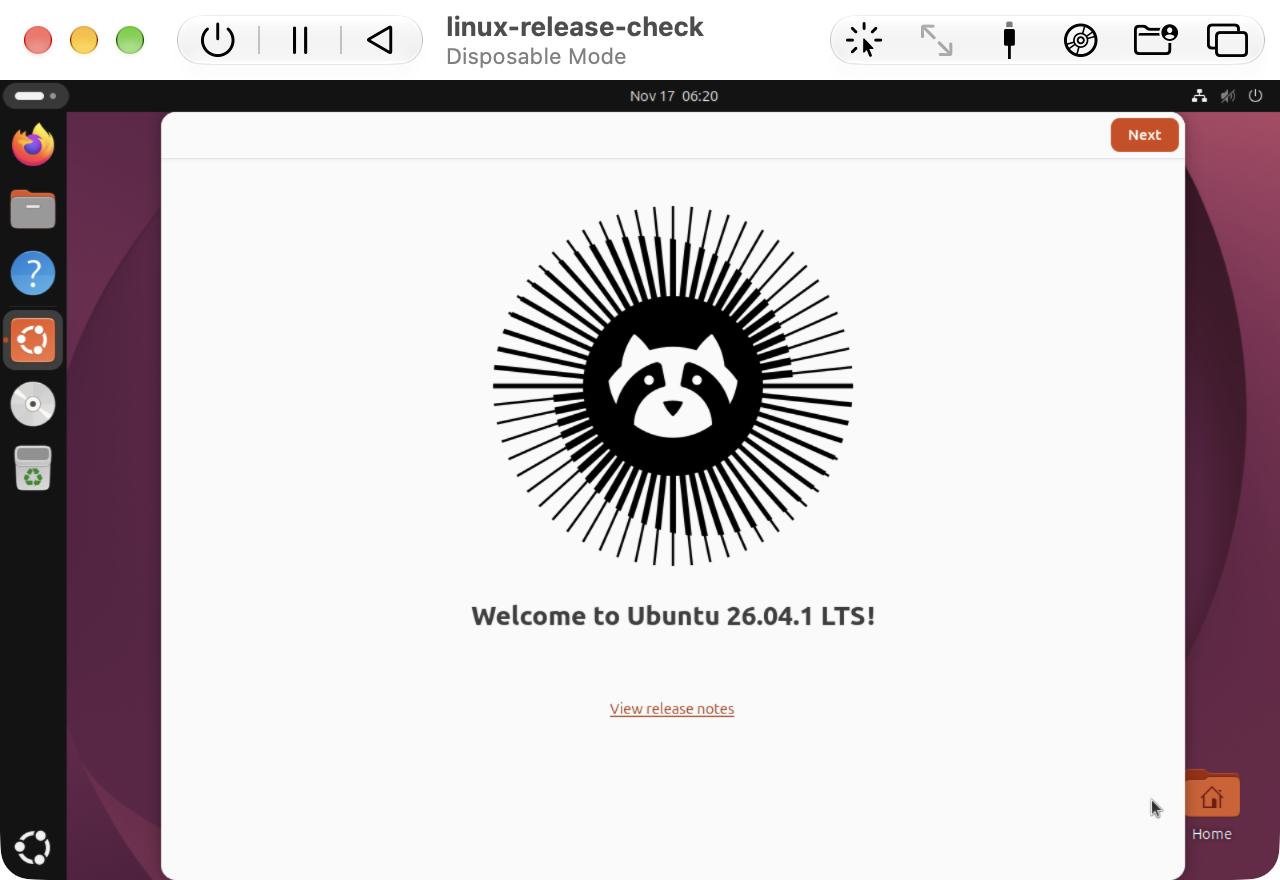 linux-release-check
Disposable Mode
Nov 17 06:20
Next
Welcome to Ubuntu 26.04.1 LTS!
View release notes
Home